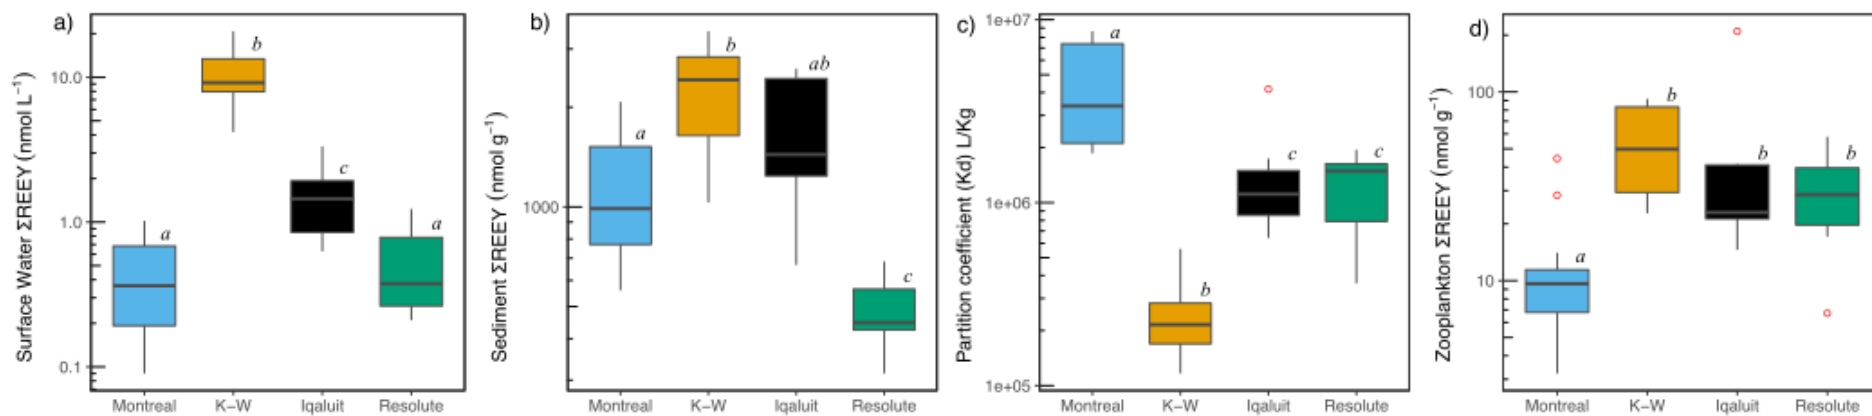 a)
Surface Water ΣREEY (nmol L⁻¹)
10.0
1.0
0.1
a
b
c
a
Montreal K–W Iqaluit Resolute
b)
Sediment ΣREEY (nmol g⁻¹)
1000
a
b
ab
c
Montreal K–W Iqaluit Resolute
c)
Partition coefficient (Kd) L/Kg
1e+07
1e+06
1e+05
a
b
c
c
Montreal K–W Iqaluit Resolute
d)
Zooplankton ΣREEY (nmol g⁻¹)
100
10
a
b
b
b
Montreal K–W Iqaluit Resolute